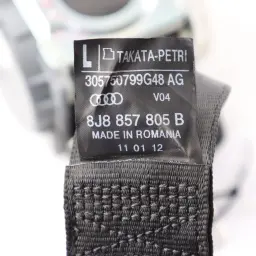 L TAKATA-PETRI
305750799G48 AG
V04
8J8 857 805 B
MADE IN ROMANIA
11 01 12